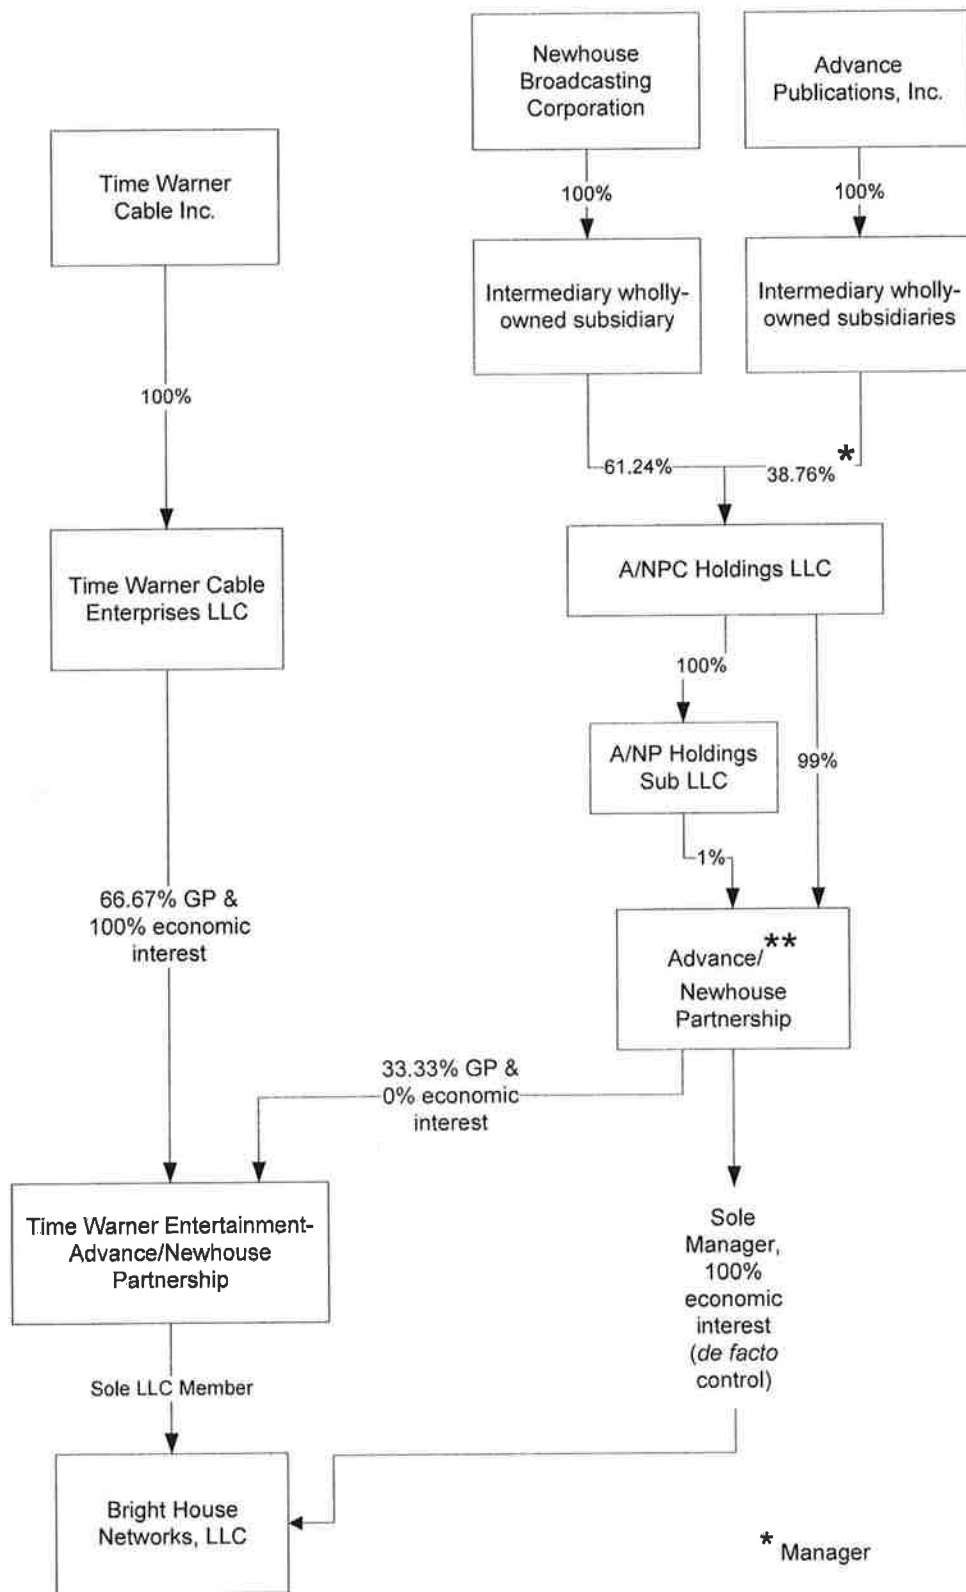 Newhouse
Broadcasting
Corporation
Advance
Publications, Inc.
Time Warner
Cable Inc.
100%
100%
Intermediary wholly-
owned subsidiary
Intermediary wholly-
owned subsidiaries
100%
61.24%
38.76%*
Time Warner Cable
Enterprises LLC
A/NPC Holdings LLC
100%
A/NP Holdings
Sub LLC
99%
1%
66.67% GP &
100% economic
interest
Advance/**
Newhouse
Partnership
33.33% GP &
0% economic
interest
Time Warner Entertainment-
Advance/Newhouse
Partnership
Sole
Manager,
100%
economic
interest
(de facto
control)
Sole LLC Member
Bright House
Networks, LLC
* Manager